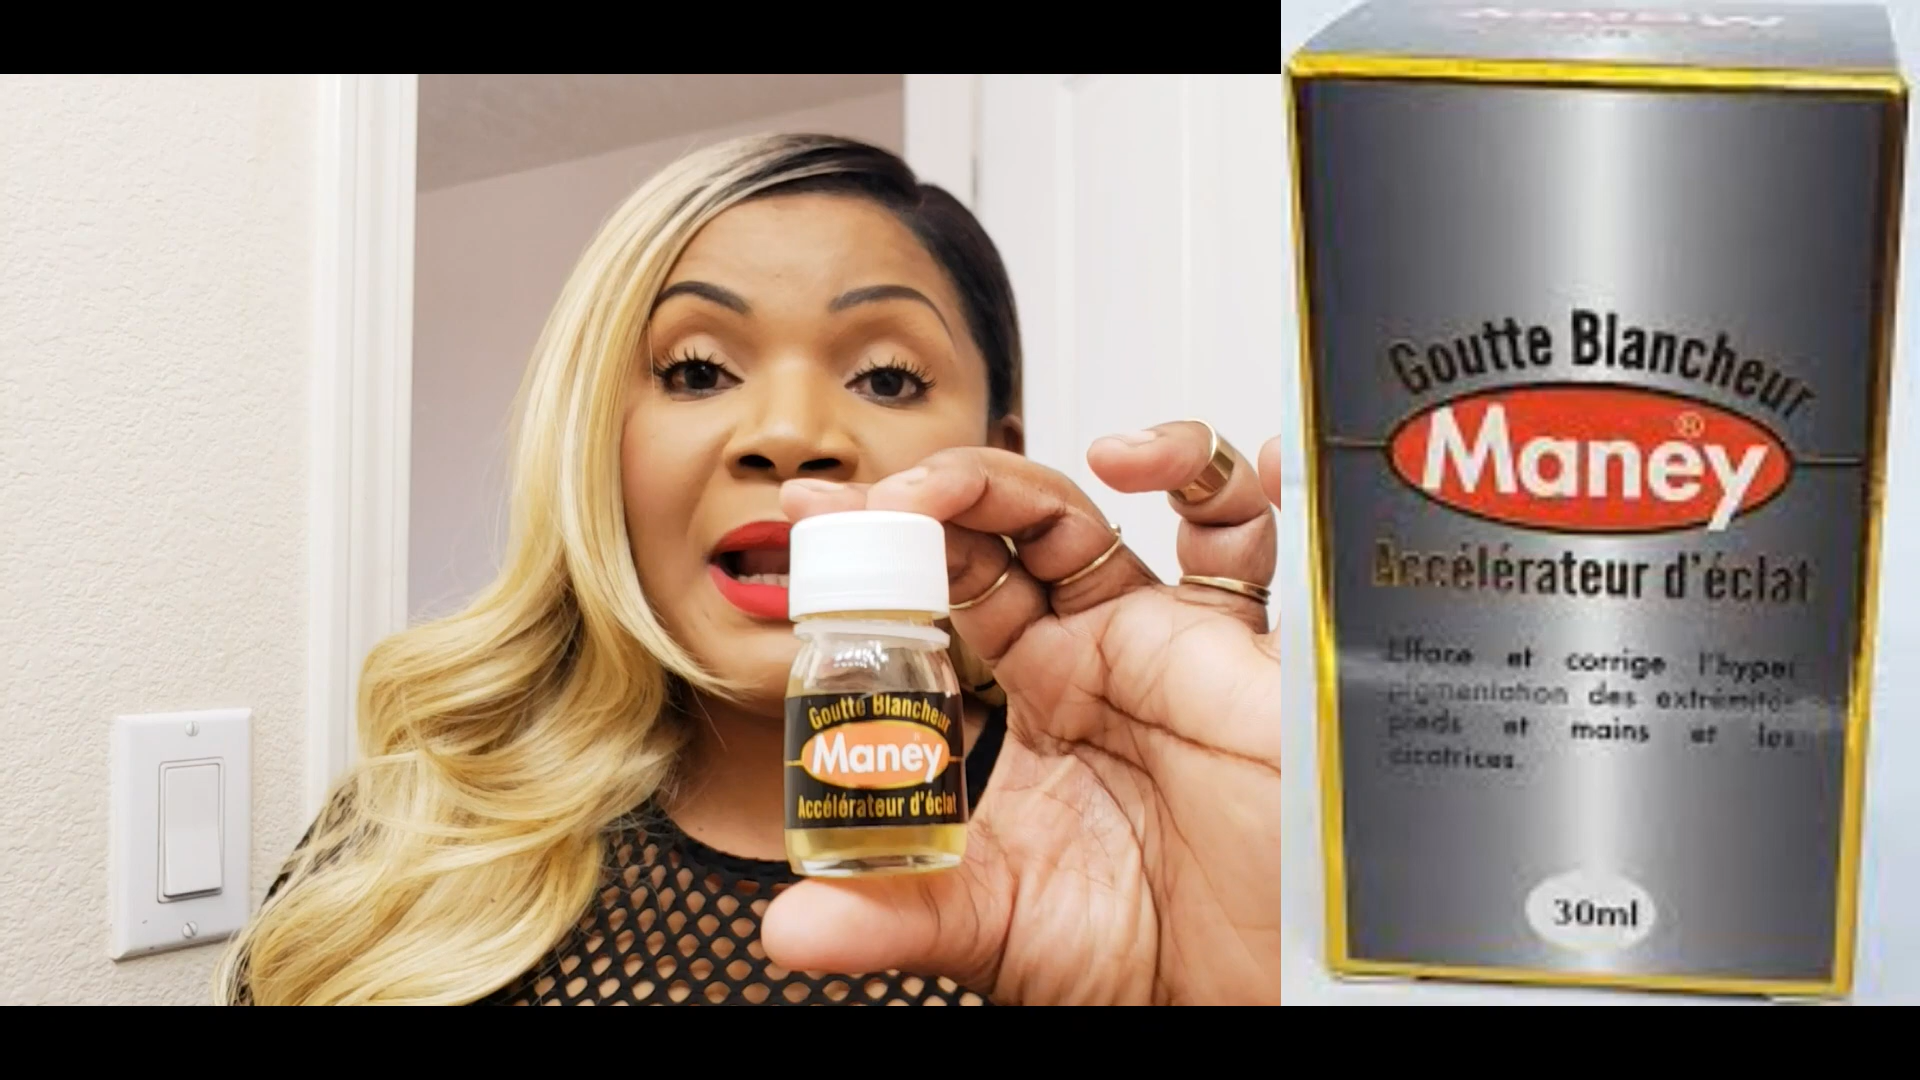 Goutte Blancheur
Maney
Accélérateur d'éclat
Goutte Blancheur
Maney®
Accélérateur d'éclat
Efface et corrige l'hyper
pigmentation des extrémités
pieds et mains et les
cicatrices.
30ml